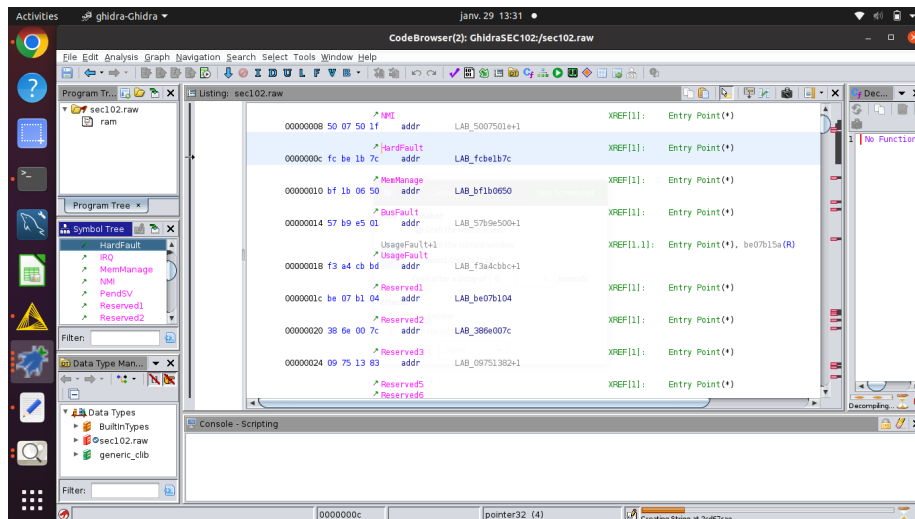 Activities ghidra-Ghidra janv. 29 13:31
CodeBrowser(2): GhidraSEC102:/sec102.raw
File Edit Analysis Graph Navigation Search Select Tools Window Help
Program Tr...
sec102.raw
ram
Program Tree ×
Symbol Tree
HardFault
IRQ
MemManage
NMI
PendSV
Reserved1
Reserved2
Filter:
Data Type Man...
Data Types
BuiltInTypes
sec102.raw
generic_clib
Filter:
Listing: sec102.raw
NMI XREF[1]: Entry Point(*)
00000008 50 07 50 1f addr LAB_5007501e+1
HardFault XREF[1]: Entry Point(*)
0000000c fc be 1b 7c addr LAB_fcbe1b7c
MemManage XREF[1]: Entry Point(*)
00000010 bf 1b 06 50 addr LAB_bf1b0650
BusFault XREF[1]: Entry Point(*)
00000014 57 b9 e5 01 addr LAB_57b9e500+1
UsageFault+1 XREF[1,1]: Entry Point(*), be07b15a(R)
UsageFault
00000018 f3 a4 cb bd addr LAB_f3a4cbbc+1
Reserved1 XREF[1]: Entry Point(*)
0000001c be 07 b1 04 addr LAB_be07b104
Reserved2 XREF[1]: Entry Point(*)
00000020 38 6e 00 7c addr LAB_386e007c
Reserved3 XREF[1]: Entry Point(*)
00000024 09 75 13 83 addr LAB_09751382+1
Reserved5 XREF[1]: Entry Point(*)
Reserved6
Dec...
1 No Function
Decompiling...
Console - Scripting
0000000c pointer32 (4)